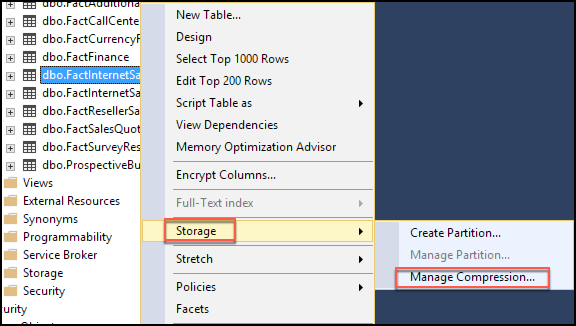 dbo.FactAdditiona
dbo.FactCallCente
dbo.FactCurrencyR
dbo.FactFinance
dbo.FactInternetSa
dbo.FactInternetSa
dbo.FactResellerSa
dbo.FactSalesQuot
dbo.FactSurveyRes
dbo.ProspectiveBu
Views
External Resources
Synonyms
Programmability
Service Broker
Storage
Security
curity
New Table...
Design
Select Top 1000 Rows
Edit Top 200 Rows
Script Table as
View Dependencies
Memory Optimization Advisor
Encrypt Columns...
Full-Text index
Storage
Stretch
Policies
Facets
Create Partition...
Manage Partition...
Manage Compression...